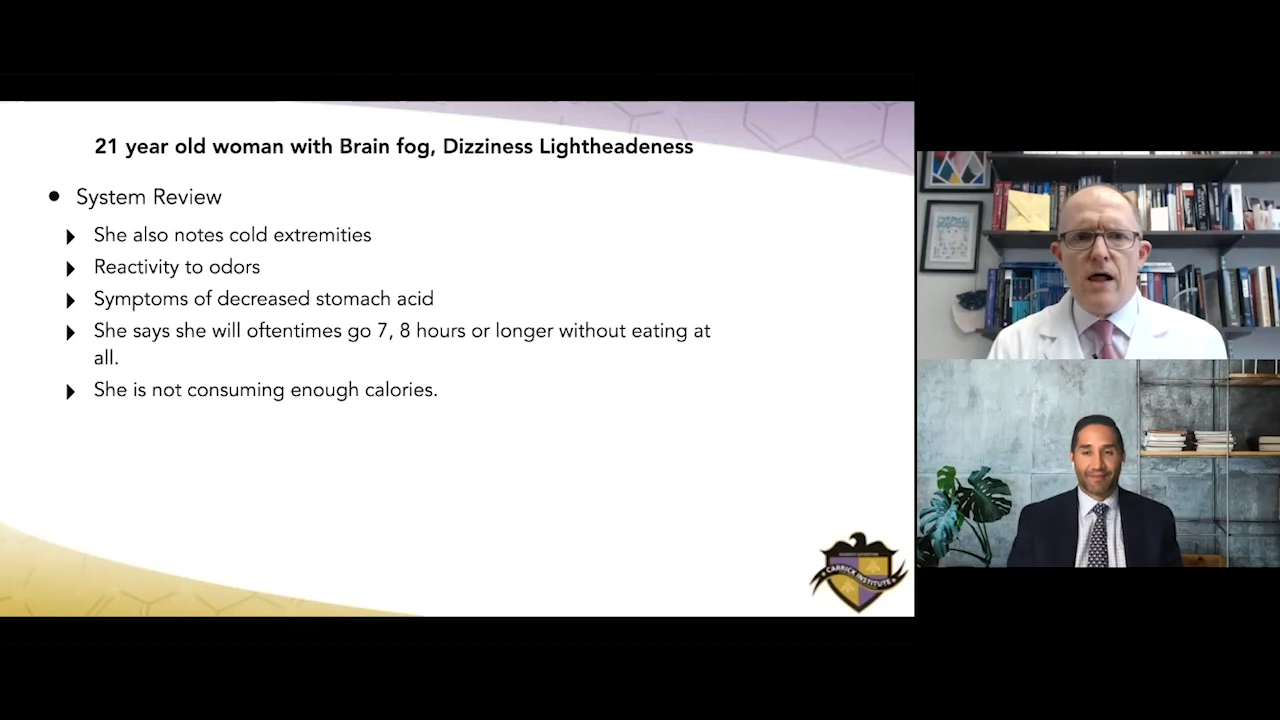 21 year old woman with Brain fog, Dizziness Lightheadeness
● System Review
She also notes cold extremities
Reactivity to odors
Symptoms of decreased stomach acid
She says she will oftentimes go 7, 8 hours or longer without eating at
all.
She is not consuming enough calories.
CARRICK INSTITUTE